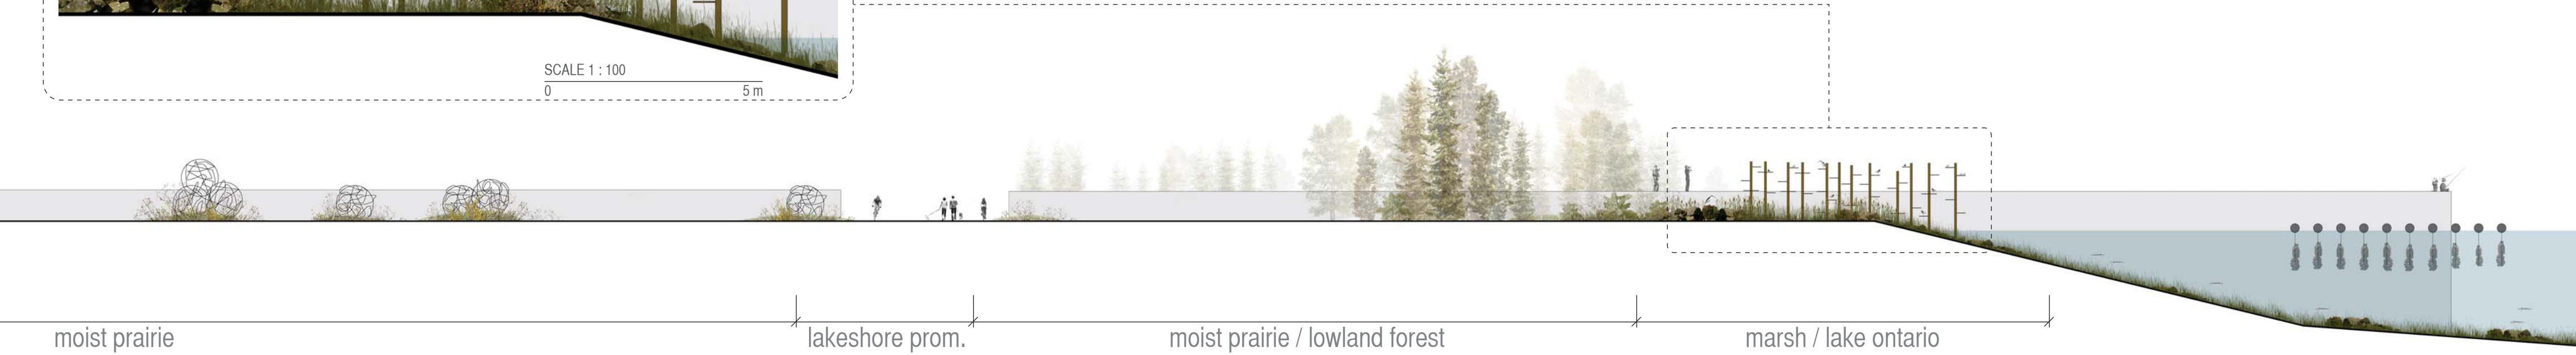 SCALE 1 : 100
0 5 m
moist prairie
lakeshore prom.
moist prairie / lowland forest
marsh / lake ontario